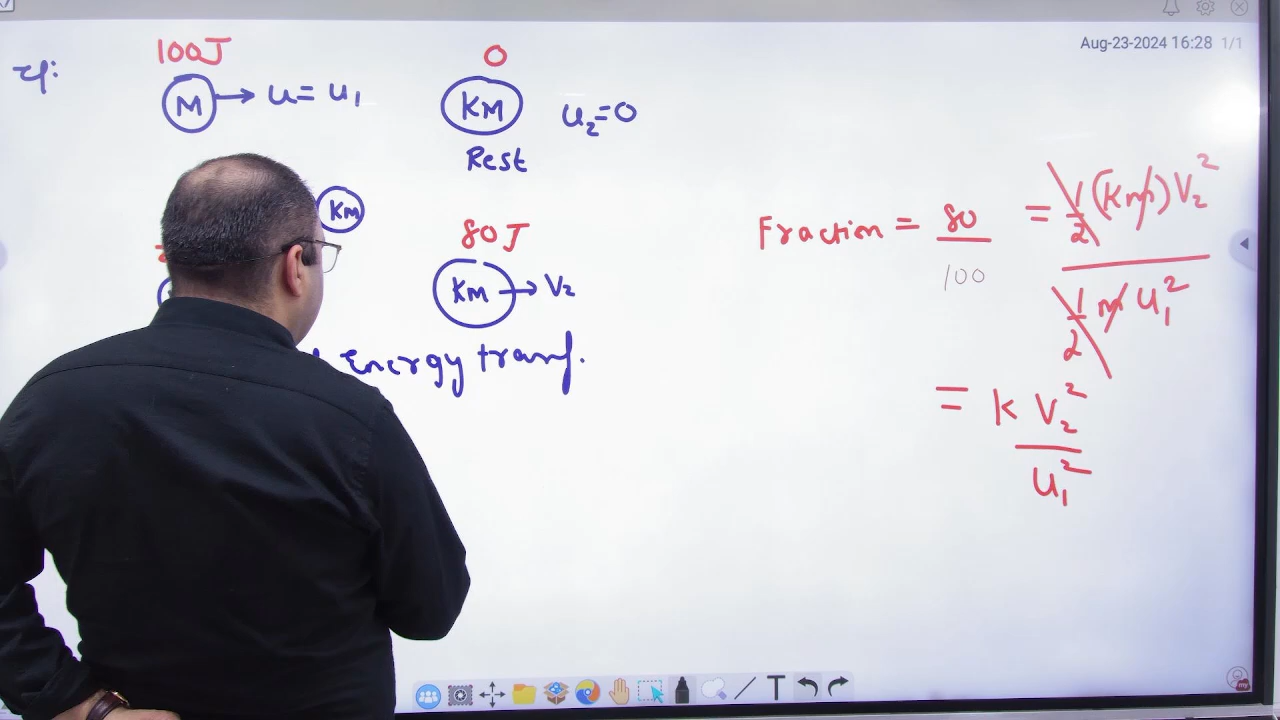 Aug-23-2024 16:28 1/1
100J
M → u = u₁
0
KM
u₂=0
Rest
KM
80J
KM → V₂
Energy transf.
Fraction = 80/100 = ½(Km)V₂² / ½ m u₁²
= K V₂² / u₁²
T